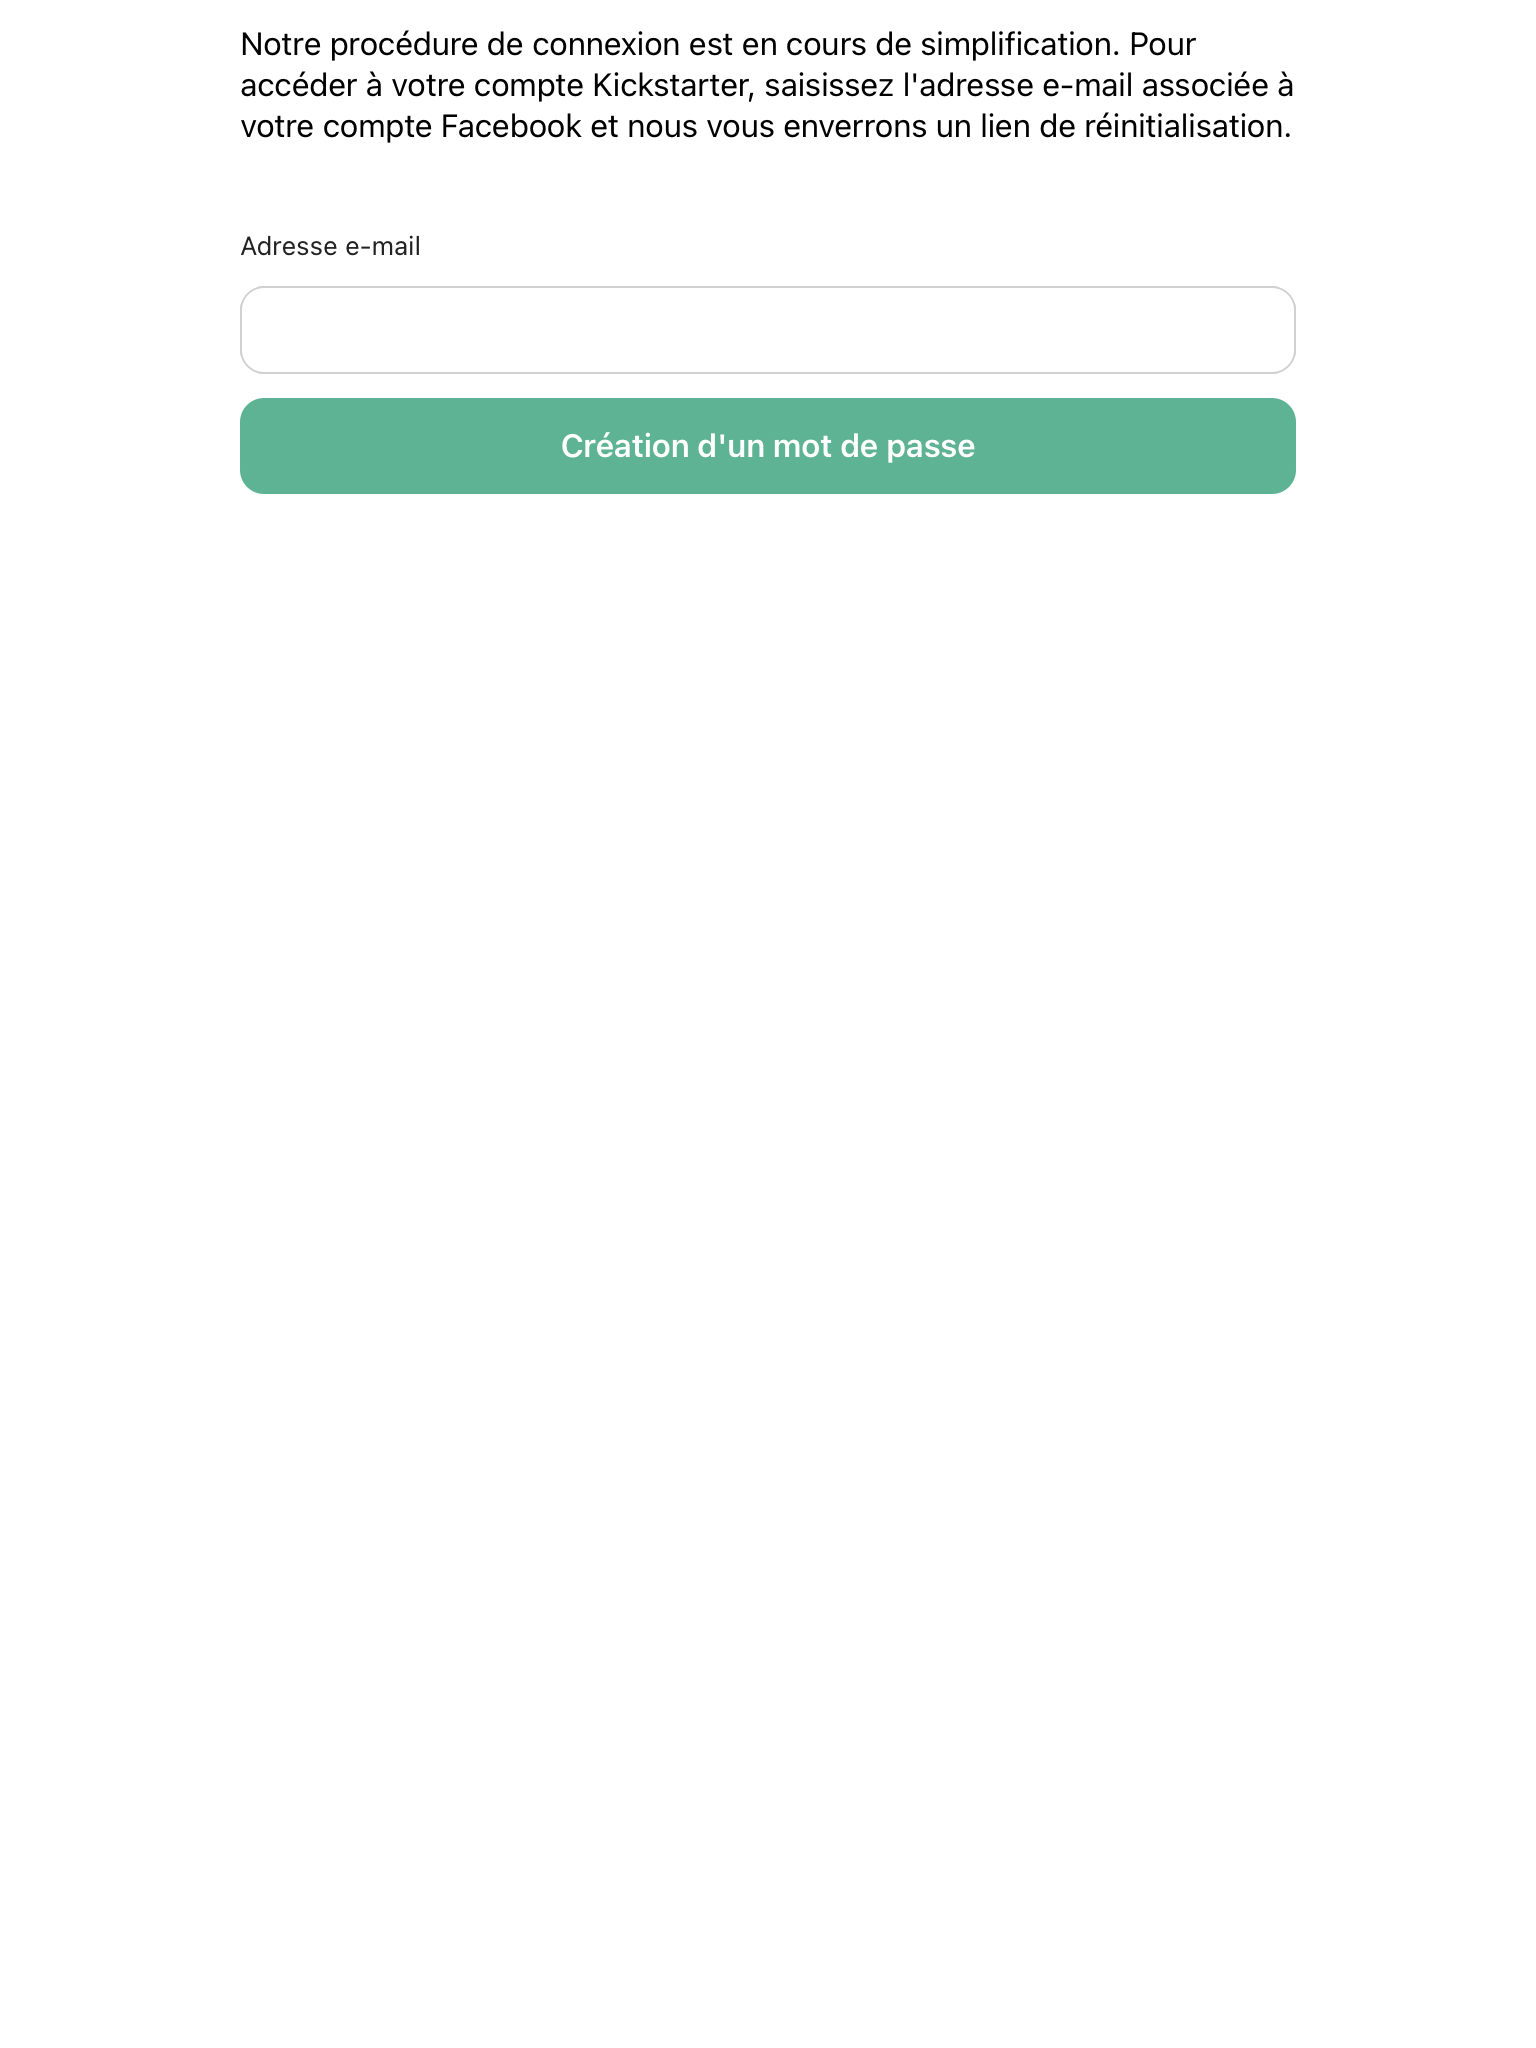 Notre procédure de connexion est en cours de simplification. Pour
accéder à votre compte Kickstarter, saisissez l'adresse e-mail associée à
votre compte Facebook et nous vous enverrons un lien de réinitialisation.
Adresse e-mail
Création d'un mot de passe